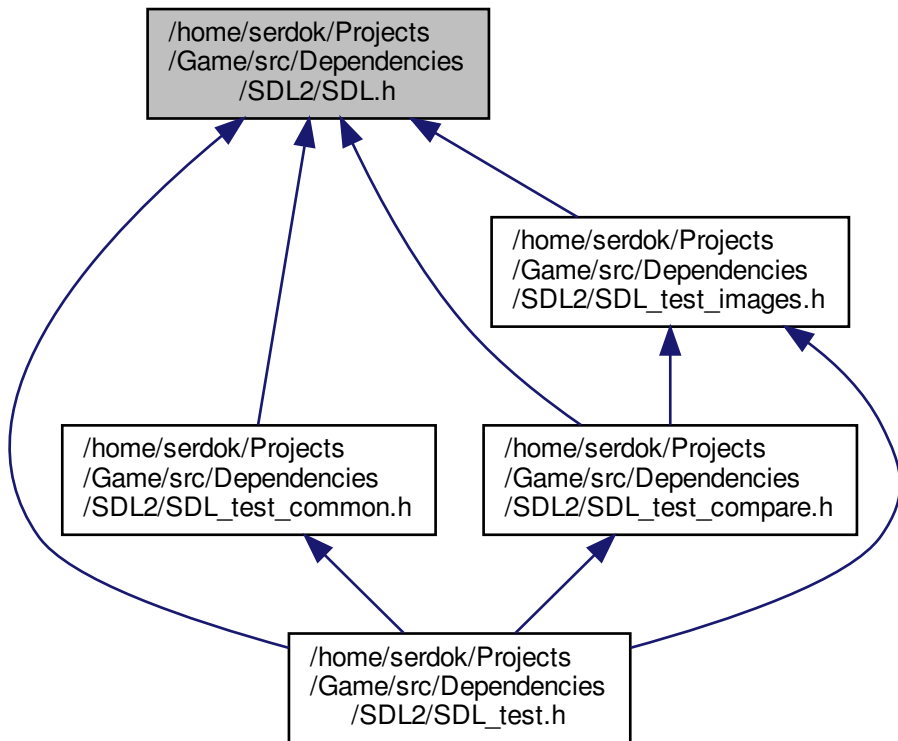 /home/serdok/Projects
/Game/src/Dependencies
/SDL2/SDL.h
/home/serdok/Projects
/Game/src/Dependencies
/SDL2/SDL_test_images.h
/home/serdok/Projects
/Game/src/Dependencies
/SDL2/SDL_test_common.h
/home/serdok/Projects
/Game/src/Dependencies
/SDL2/SDL_test_compare.h
/home/serdok/Projects
/Game/src/Dependencies
/SDL2/SDL_test.h